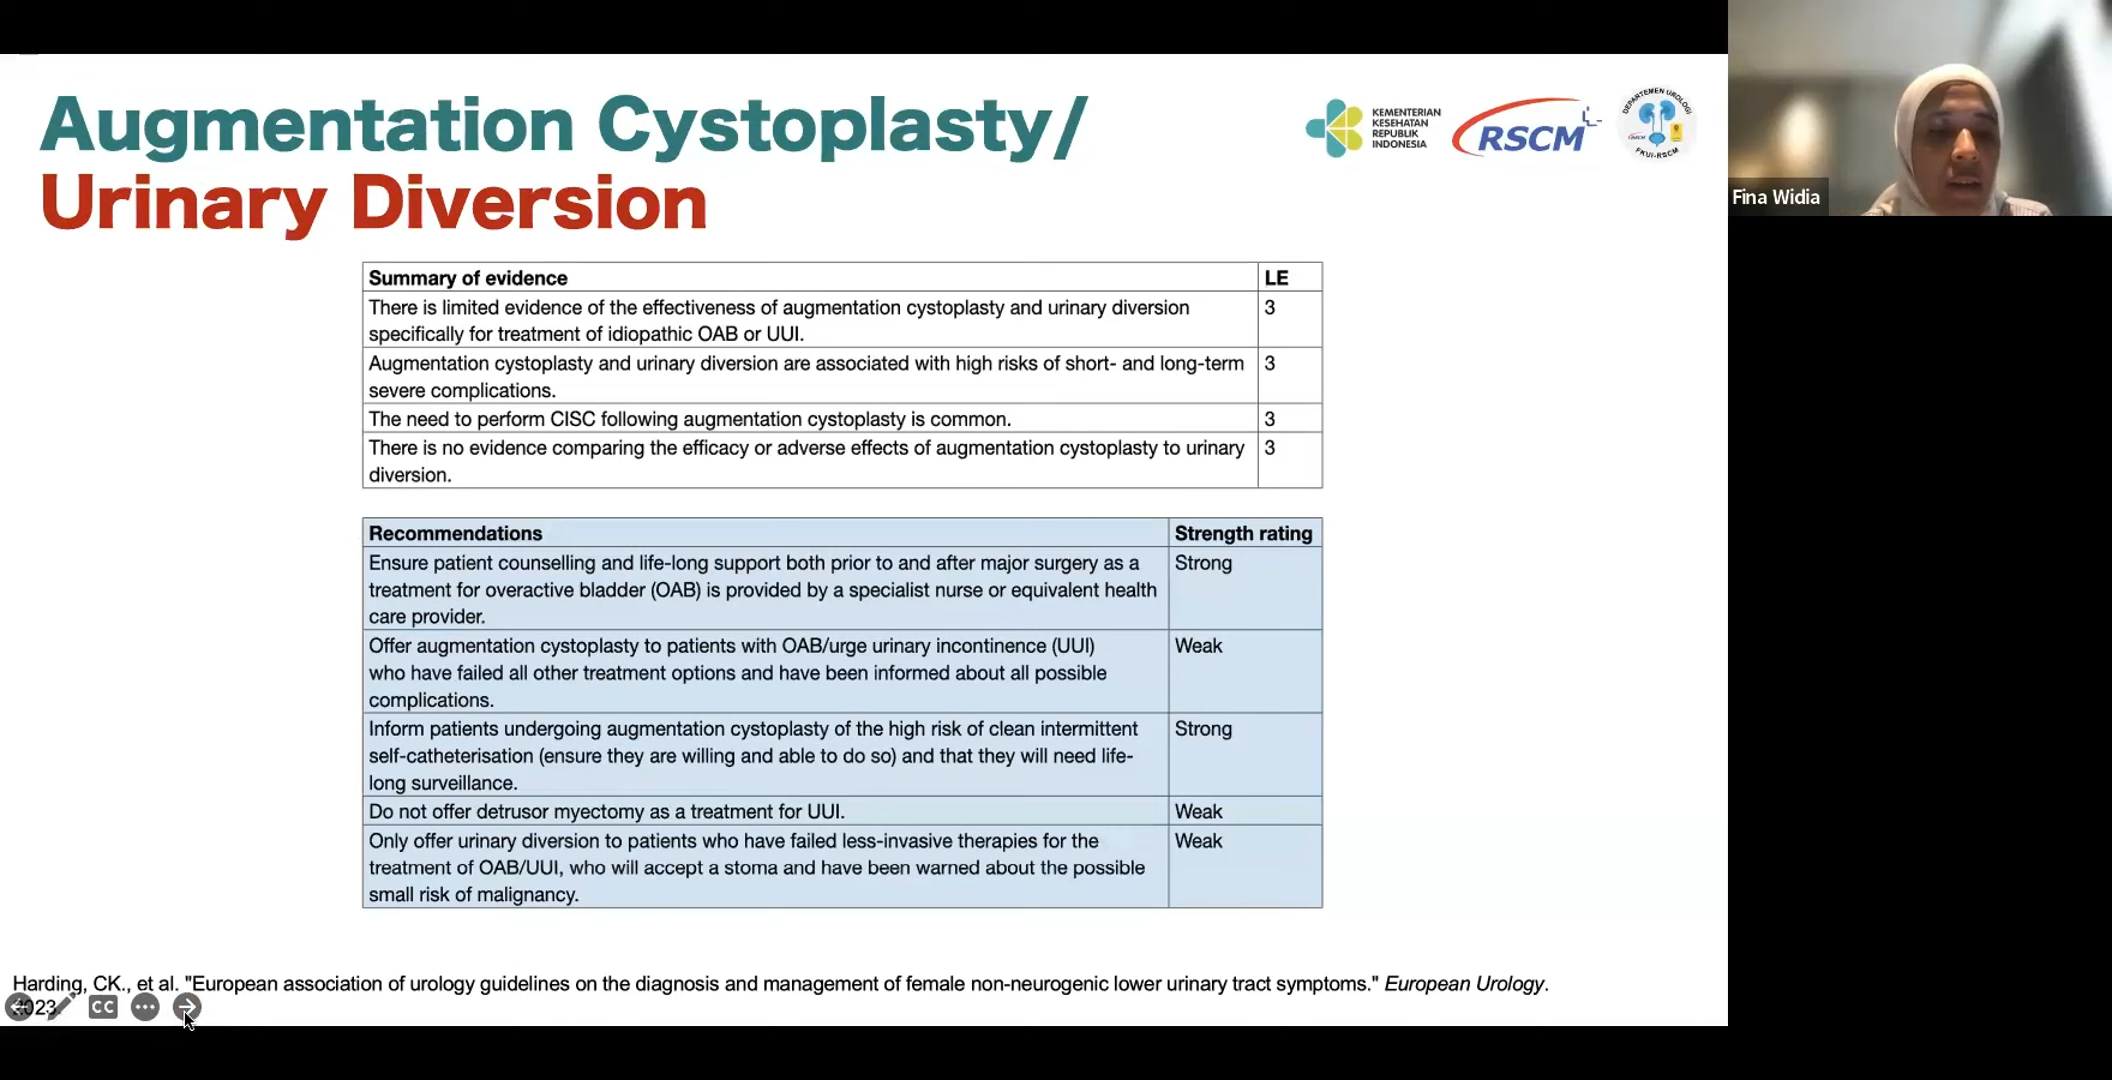 Augmentation Cystoplasty/
Urinary Diversion
KEMENTERIAN
KESEHATAN
REPUBLIK
INDONESIA
RSCM
DEPARTEMEN UROLOGI
RSCM
FKUI-RSCM
Fina Widia
Summary of evidence LE
There is limited evidence of the effectiveness of augmentation cystoplasty and urinary diversion 3
specifically for treatment of idiopathic OAB or UUI.
Augmentation cystoplasty and urinary diversion are associated with high risks of short- and long-term 3
severe complications.
The need to perform CISC following augmentation cystoplasty is common. 3
There is no evidence comparing the efficacy or adverse effects of augmentation cystoplasty to urinary 3
diversion.
Recommendations Strength rating
Ensure patient counselling and life-long support both prior to and after major surgery as a Strong
treatment for overactive bladder (OAB) is provided by a specialist nurse or equivalent health
care provider.
Offer augmentation cystoplasty to patients with OAB/urge urinary incontinence (UUI) Weak
who have failed all other treatment options and have been informed about all possible
complications.
Inform patients undergoing augmentation cystoplasty of the high risk of clean intermittent Strong
self-catheterisation (ensure they are willing and able to do so) and that they will need life-
long surveillance.
Do not offer detrusor myectomy as a treatment for UUI. Weak
Only offer urinary diversion to patients who have failed less-invasive therapies for the Weak
treatment of OAB/UUI, who will accept a stoma and have been warned about the possible
small risk of malignancy.
Harding, CK., et al. "European association of urology guidelines on the diagnosis and management of female non-neurogenic lower urinary tract symptoms." European Urology.
2023.
CC